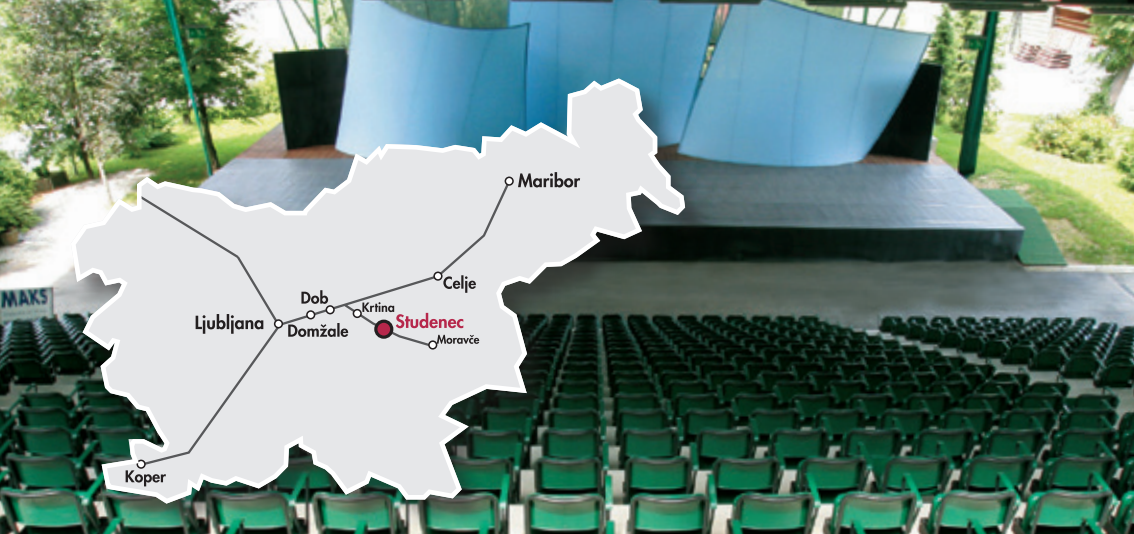 Maribor
Celje
Dob
Krtina
Ljubljana
Domžale
Studenec
Moravče
Koper
MAKS